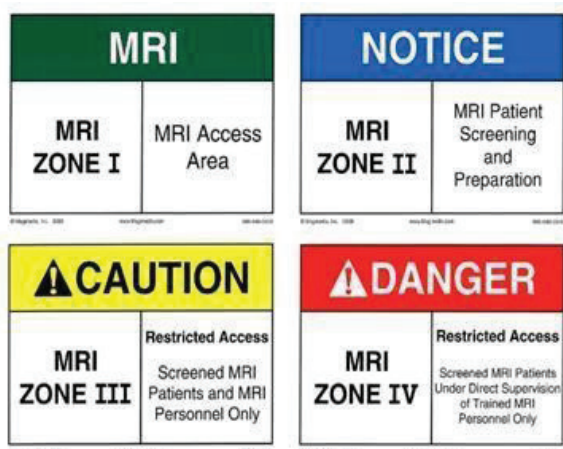 MRI
MRI
ZONE I
MRI Access
Area
NOTICE
MRI
ZONE II
MRI Patient
Screening
and
Preparation
CAUTION
MRI
ZONE III
Restricted Access
Screened MRI
Patients and MRI
Personnel Only
DANGER
MRI
ZONE IV
Restricted Access
Screened MRI Patients
Under Direct Supervision
of Trained MRI
Personnel Only